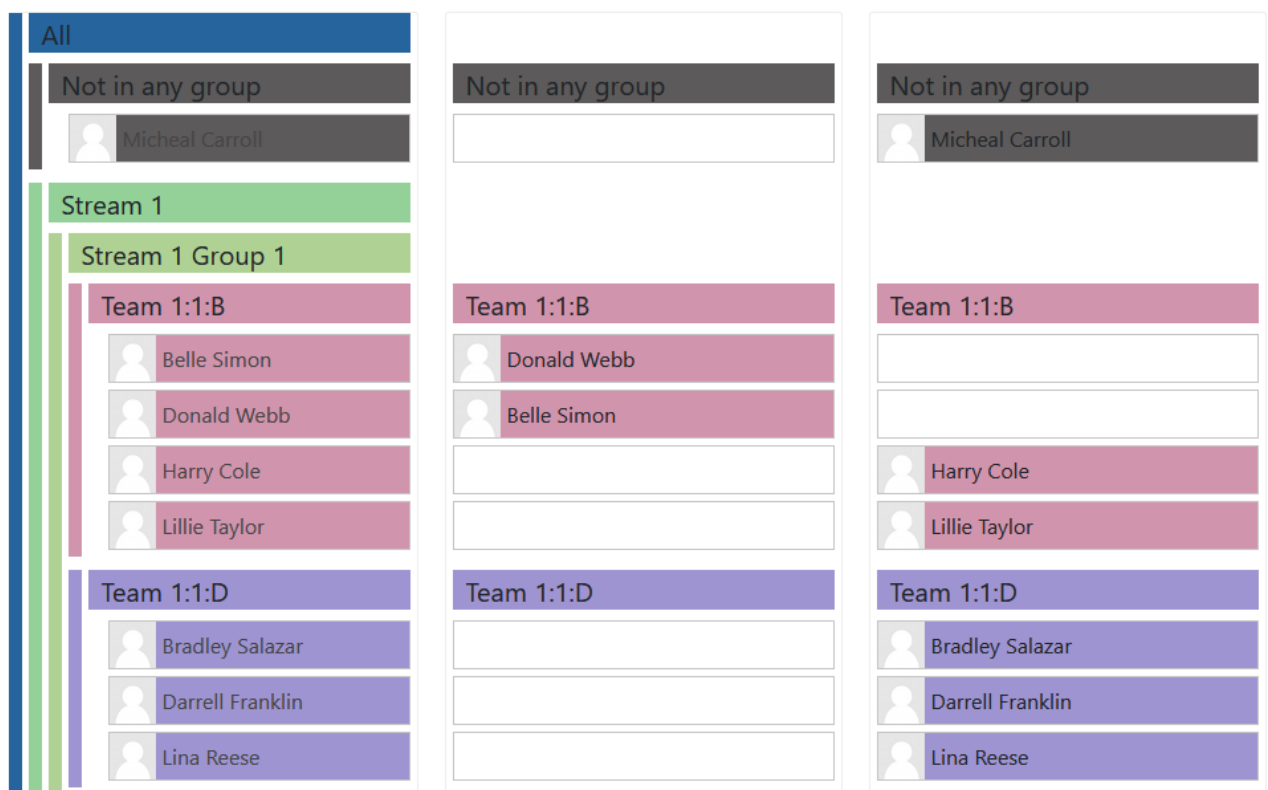 All
Not in any group
Not in any group
Not in any group
Micheal Carroll
Micheal Carroll
Stream 1
Stream 1 Group 1
Team 1:1:B
Team 1:1:B
Team 1:1:B
Belle Simon
Donald Webb
Donald Webb
Belle Simon
Harry Cole
Harry Cole
Lillie Taylor
Lillie Taylor
Team 1:1:D
Team 1:1:D
Team 1:1:D
Bradley Salazar
Bradley Salazar
Darrell Franklin
Darrell Franklin
Lina Reese
Lina Reese